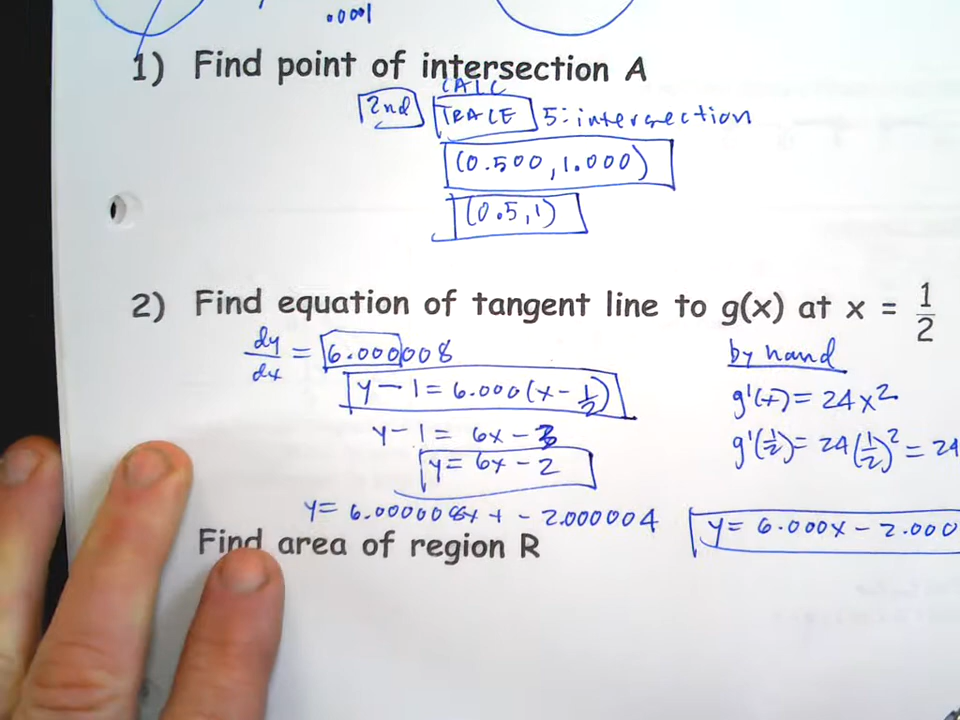 .0001
1) Find point of intersection A
CALC
2nd TRACE 5: intersection
(0.500, 1.000)
(0.5, 1)
2) Find equation of tangent line to g(x) at x = 1/2
dy/dx = 6.000008
by hand
y - 1 = 6.000(x - 1/2)
g'(x) = 24x²
y - 1 = 6x - 3
g'(1/2) = 24(1/2)² = 24
y = 6x - 2
y = 6.000008x + - 2.000004
y = 6.000x - 2.000
Find area of region R